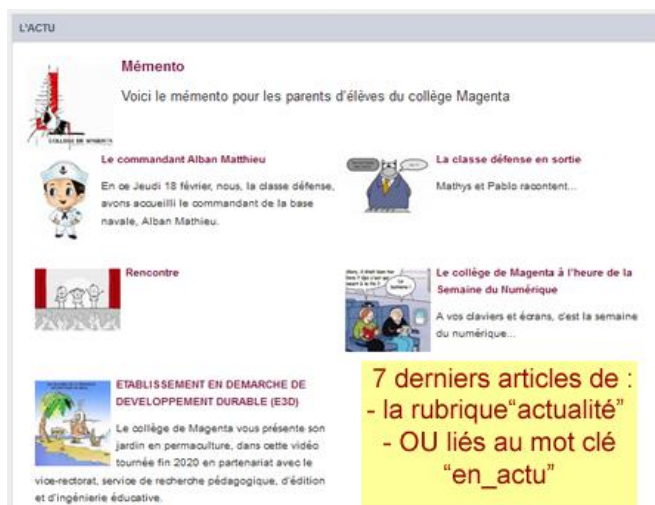 L'ACTU
Mémento
Voici le mémento pour les parents d'élèves du collège Magenta
Le commandant Alban Matthieu
En ce Jeudi 18 février, nous, la classe défense,
avons accueilli le commandant de la base
navale, Alban Mathieu.
La classe défense en sortie
Mathys et Pablo racontent...
Rencontre
Le collège de Magenta à l'heure de la
Semaine du Numérique
A vos claviers et écrans, c'est la semaine
du numérique...
ETABLISSEMENT EN DEMARCHE DE
DEVELOPPEMENT DURABLE (E3D)
Le collège de Magenta vous présente son
jardin en permaculture, dans cette vidéo
tournée fin 2020 en partenariat avec le
vice-rectorat, service de recherche pédagogique, d'édition
et d'ingénierie éducative.
7 derniers articles de :
- la rubrique“actualité”
- OU liés au mot clé
“en_actu”